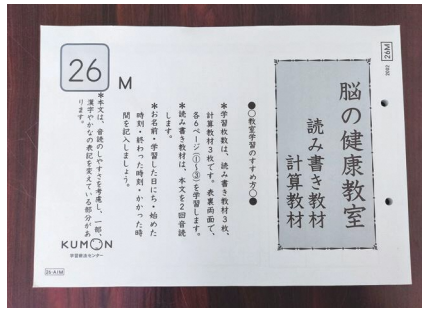 26M
2002
脳の健康教室
読み書き教材
計算教材
●○教室学習のすすめ方○●
＊学習枚数は、読み書き教材3枚、
計算教材3枚です。表裏両面で、
各6ページ(①~③)を学習します。
＊読み書き教材は、本文を2回音読
します。
＊お名前・学習した日にち・始めた
時刻・終わった時刻・かかった時
間を記入しましょう。
＊本文は、音読のしやすさを考慮し、一部、
漢字やかなの表記を変えている部分があ
ります。
26 M
KUMON
学習療法センター
26-A(M)